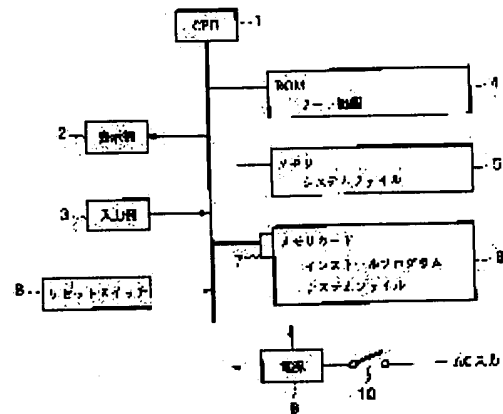 CPU
1
ROM
4
2
表示部
メモリ
システムファイル
5
3
入力部
メモリカード
インストールプログラム
システムファイル
7
8
リセットスイッチ
電源
AC入力
10